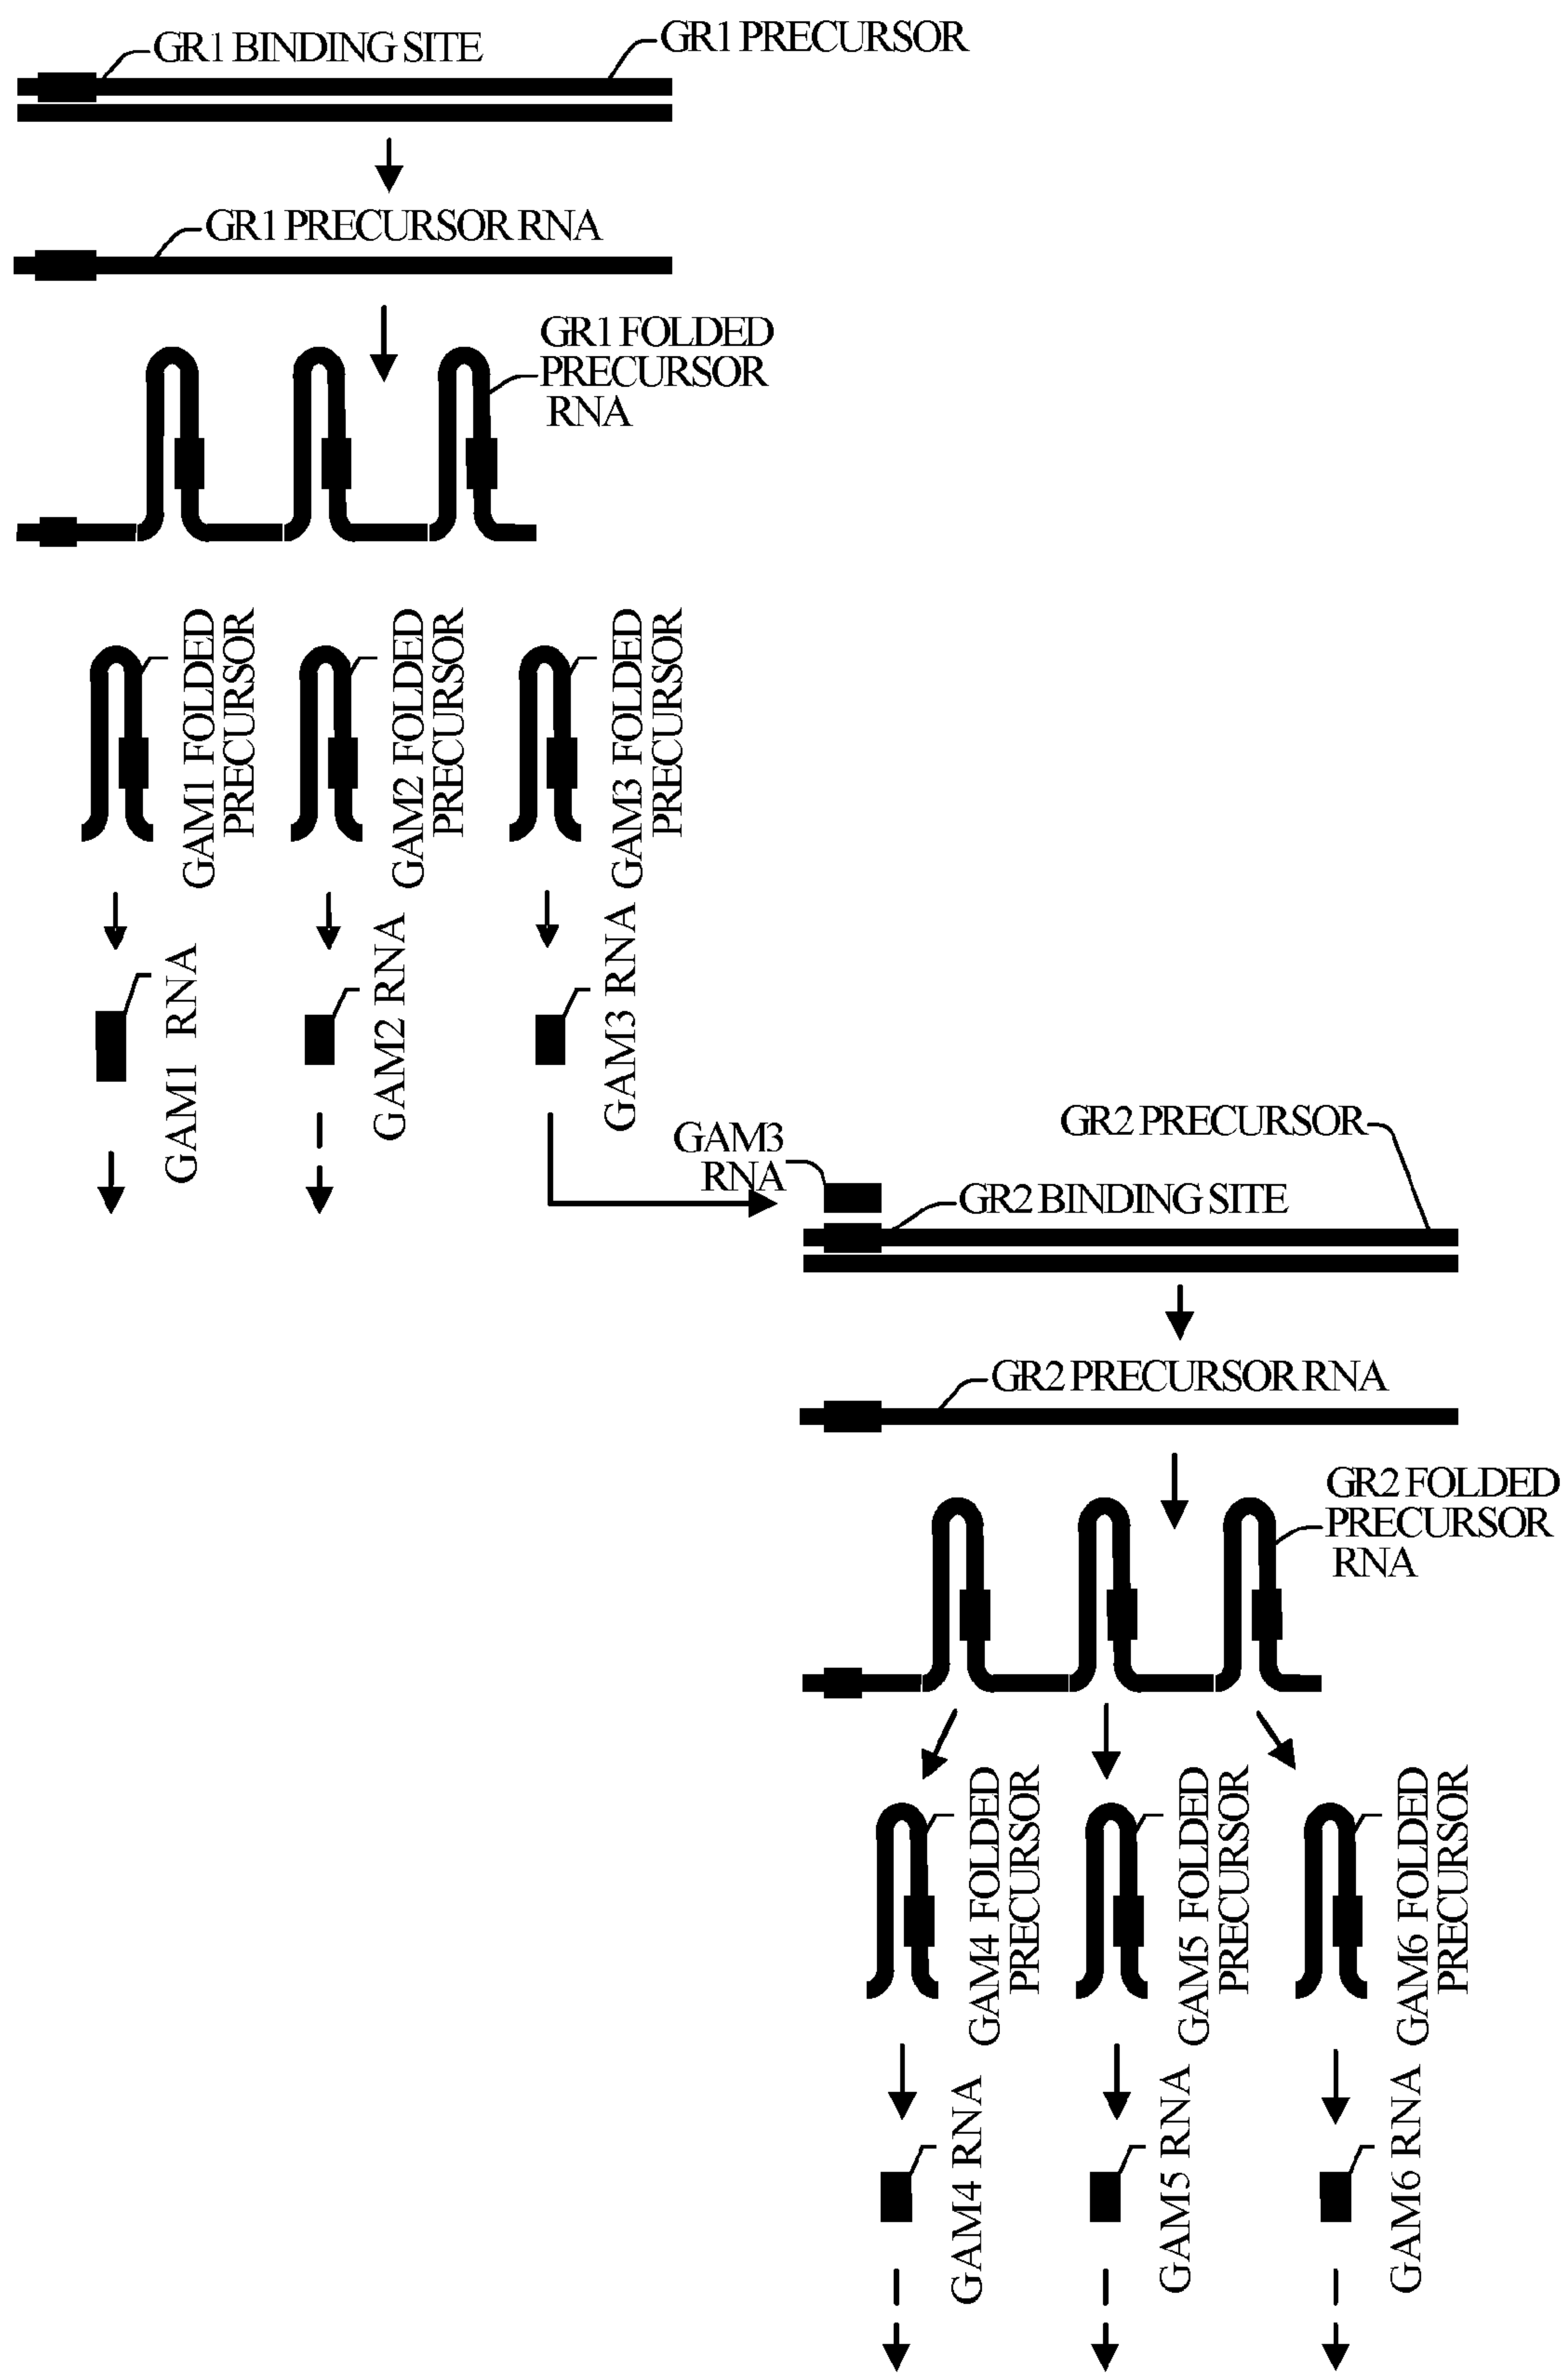 GR1 BINDING SITE
GR1 PRECURSOR
GR1 PRECURSOR RNA
GR1 FOLDED
PRECURSOR
RNA
GAM1 FOLDED
PRECURSOR
GAM2 FOLDED
PRECURSOR
GAM3 FOLDED
PRECURSOR
GAM1 RNA
GAM2 RNA
GAM3 RNA
GAM3
RNA
GR2 PRECURSOR
GR2 BINDING SITE
GR2 PRECURSOR RNA
GR2 FOLDED
PRECURSOR
RNA
GAM4 FOLDED
PRECURSOR
GAM5 FOLDED
PRECURSOR
GAM6 FOLDED
PRECURSOR
GAM4 RNA
GAM5 RNA
GAM6 RNA